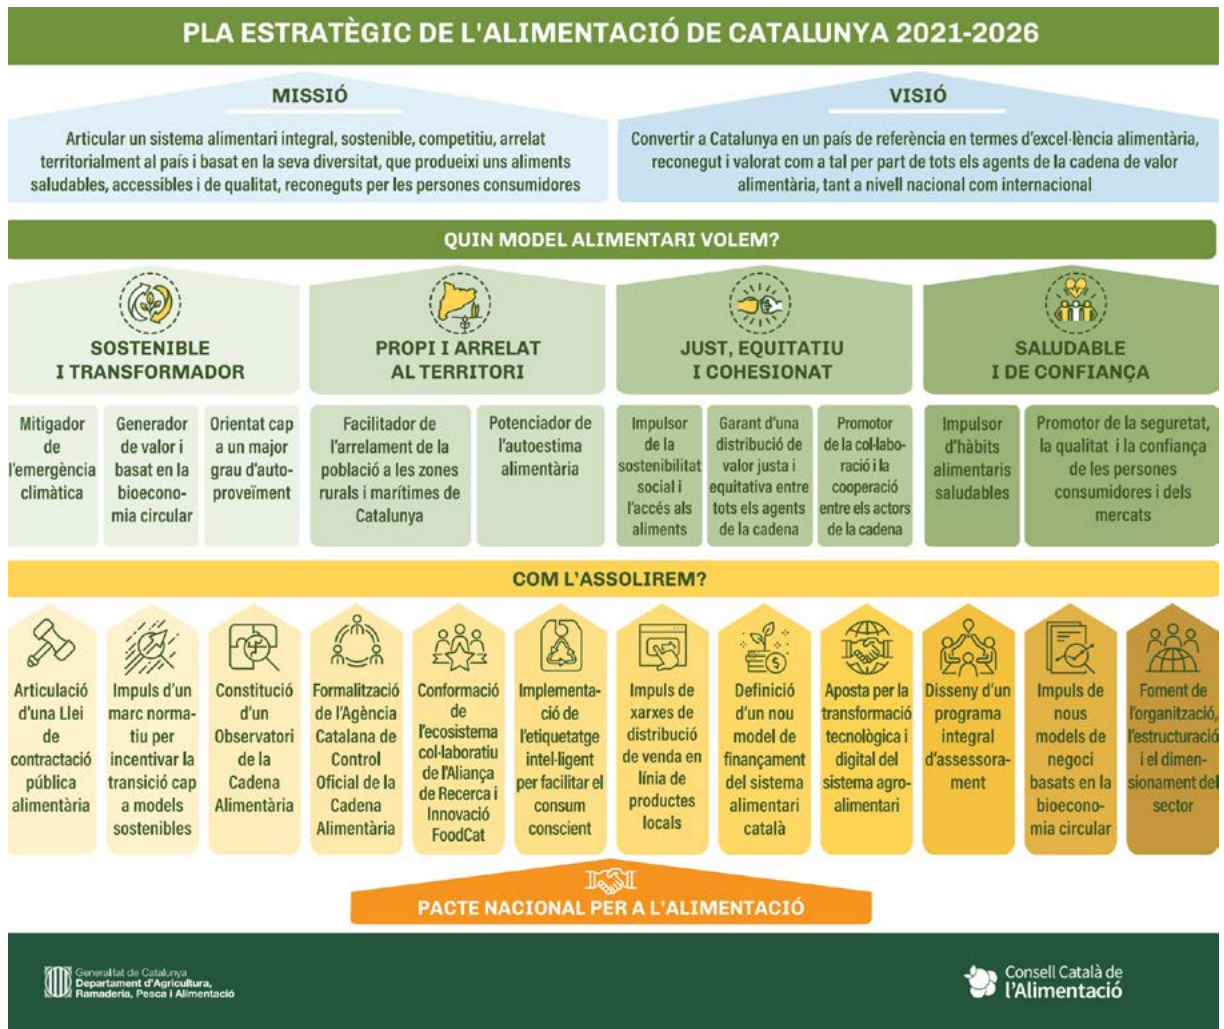 PLA ESTRATÈGIC DE L'ALIMENTACIÓ DE CATALUNYA 2021-2026
MISSIÓ
Articular un sistema alimentari integral, sostenible, competitiu, arrelat
territorialment al país i basat en la seva diversitat, que produeixi uns aliments
saludables, accessibles i de qualitat, reconeguts per les persones consumidores
VISIÓ
Convertir a Catalunya en un país de referència en termes d'excel·lència alimentària,
reconegut i valorat com a tal per part de tots els agents de la cadena de valor
alimentària, tant a nivell nacional com internacional
QUIN MODEL ALIMENTARI VOLEM?
SOSTENIBLE
I TRANSFORMADOR
Mitigador
de
l'emergència
climàtica
Generador
de valor i
basat en la
bioecono-
mia circular
Orientat cap
a un major
grau d'auto-
proveïment
PROPI I ARRELAT
AL TERRITORI
Facilitador de
l'arrelament de la
població a les zones
rurals i marítimes de
Catalunya
Potenciador de
l'autoestima
alimentària
JUST, EQUITATIU
I COHESIONAT
Impulsor
de la
sostenibilitat
social i
l'accés als
aliments
Garant d'una
distribució de
valor justa i
equitativa entre
tots els agents
de la cadena
Promotor
de la col·labo-
ració i la
cooperació
entre els actors
de la cadena
SALUDABLE
I DE CONFIANÇA
Impulsor
d'hàbits
alimentaris
saludables
Promotor de la seguretat,
la qualitat i la confiança
de les persones
consumidores i dels
mercats
COM L'ASSOLIREM?
Articulació
d'una Llei
de
contractació
pública
alimentària
Impuls d'un
marc norma-
tiu per
incentivar la
transició cap
a models
sostenibles
Constitució
d'un
Observatori
de la
Cadena
Alimentària
Formalització
de l'Agència
Catalana de
Control
Oficial de la
Cadena
Alimentària
Conformació
de
l'ecosistema
col·laboratiu
de l'Aliança
de Recerca i
Innovació
FoodCat
Implementa-
ció de
l'etiquetatge
intel·ligent
per facilitar el
consum
conscient
Impuls de
xarxes de
distribució
de venda en
línia de
productes
locals
Definició
d'un nou
model de
finançament
del sistema
alimentari
català
Aposta per la
transformació
tecnològica i
digital del
sistema agro-
alimentari
Disseny d'un
programa
integral
d'assessora-
ment
Impuls de
nous
models de
negoci
basats en la
bioecono-
mia circular
Foment de
l'organització,
l'estructuració
i el dimen-
sionament del
sector
PACTE NACIONAL PER A L'ALIMENTACIÓ
Generalitat de Catalunya
Departament d'Agricultura,
Ramaderia, Pesca i Alimentació
Consell Català de
l'Alimentació